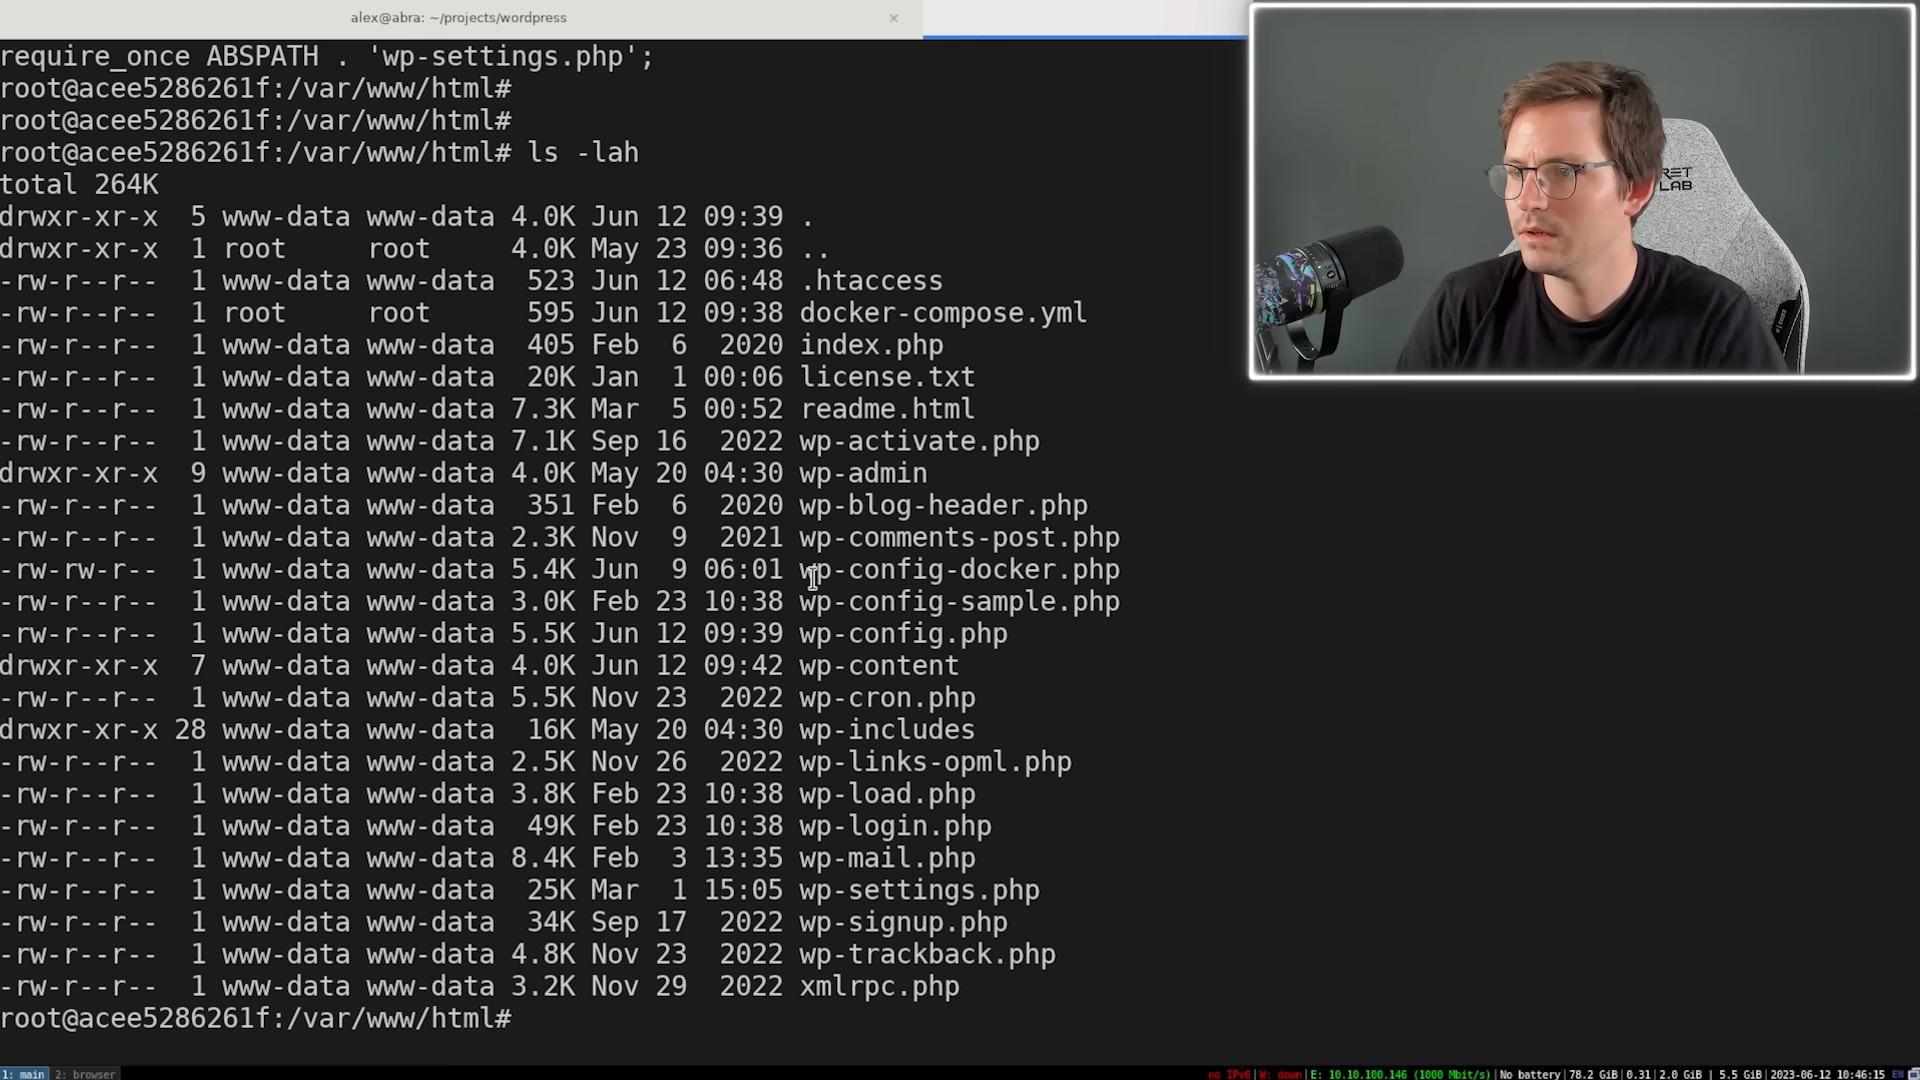 alex@abra: ~/projects/wordpress ×
require_once ABSPATH . 'wp-settings.php';
root@acee5286261f:/var/www/html#
root@acee5286261f:/var/www/html#
root@acee5286261f:/var/www/html# ls -lah
total 264K
drwxr-xr-x  5 www-data www-data 4.0K Jun 12 09:39 .
drwxr-xr-x  1 root     root     4.0K May 23 09:36 ..
-rw-r--r--  1 www-data www-data  523 Jun 12 06:48 .htaccess
-rw-r--r--  1 root     root      595 Jun 12 09:38 docker-compose.yml
-rw-r--r--  1 www-data www-data  405 Feb  6  2020 index.php
-rw-r--r--  1 www-data www-data  20K Jan  1 00:06 license.txt
-rw-r--r--  1 www-data www-data 7.3K Mar  5 00:52 readme.html
-rw-r--r--  1 www-data www-data 7.1K Sep 16  2022 wp-activate.php
drwxr-xr-x  9 www-data www-data 4.0K May 20 04:30 wp-admin
-rw-r--r--  1 www-data www-data  351 Feb  6  2020 wp-blog-header.php
-rw-r--r--  1 www-data www-data 2.3K Nov  9  2021 wp-comments-post.php
-rw-rw-r--  1 www-data www-data 5.4K Jun  9 06:01 wp-config-docker.php
-rw-r--r--  1 www-data www-data 3.0K Feb 23 10:38 wp-config-sample.php
-rw-r--r--  1 www-data www-data 5.5K Jun 12 09:39 wp-config.php
drwxr-xr-x  7 www-data www-data 4.0K Jun 12 09:42 wp-content
-rw-r--r--  1 www-data www-data 5.5K Nov 23  2022 wp-cron.php
drwxr-xr-x 28 www-data www-data  16K May 20 04:30 wp-includes
-rw-r--r--  1 www-data www-data 2.5K Nov 26  2022 wp-links-opml.php
-rw-r--r--  1 www-data www-data 3.8K Feb 23 10:38 wp-load.php
-rw-r--r--  1 www-data www-data  49K Feb 23 10:38 wp-login.php
-rw-r--r--  1 www-data www-data 8.4K Feb  3 13:35 wp-mail.php
-rw-r--r--  1 www-data www-data  25K Mar  1 15:05 wp-settings.php
-rw-r--r--  1 www-data www-data  34K Sep 17  2022 wp-signup.php
-rw-r--r--  1 www-data www-data 4.8K Nov 23  2022 wp-trackback.php
-rw-r--r--  1 www-data www-data 3.2K Nov 29  2022 xmlrpc.php
root@acee5286261f:/var/www/html#
RET
LAB
1: main 2: browser
no IPv6|W: down|E: 10.10.100.146 (1000 Mbit/s)|No battery|78.2 GiB|0.31|2.0 GiB | 5.5 GiB|2023-06-12 10:46:15 EN